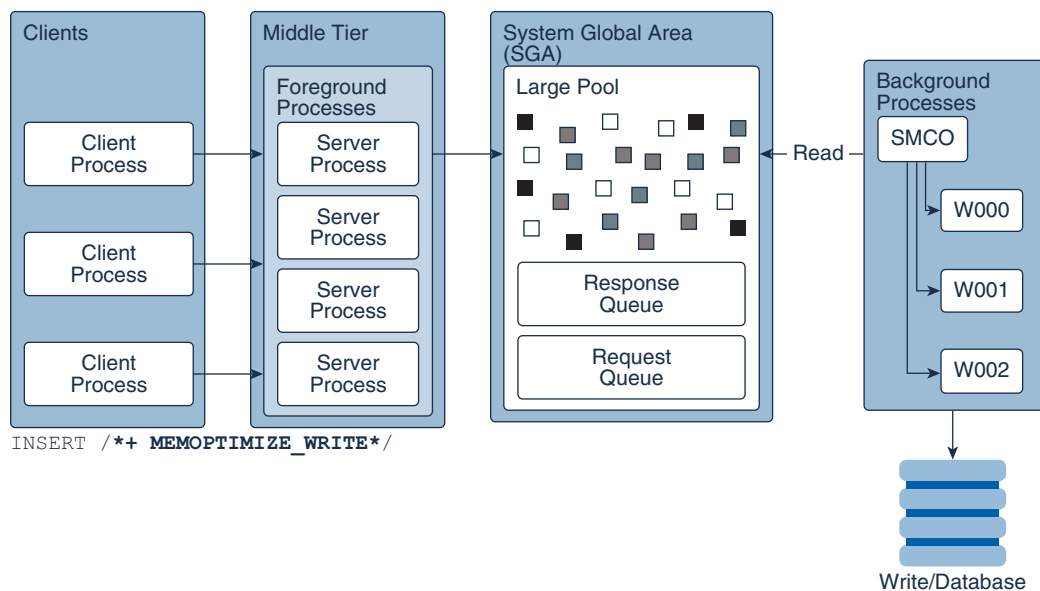 Clients
Client
Process
Client
Process
Client
Process
INSERT /*+ MEMOPTIMIZE_WRITE*/
Middle Tier
Foreground
Processes
Server
Process
Server
Process
Server
Process
Server
Process
System Global Area
(SGA)
Large Pool
Response
Queue
Request
Queue
Read
Background
Processes
SMCO
W000
W001
W002
Write/Database